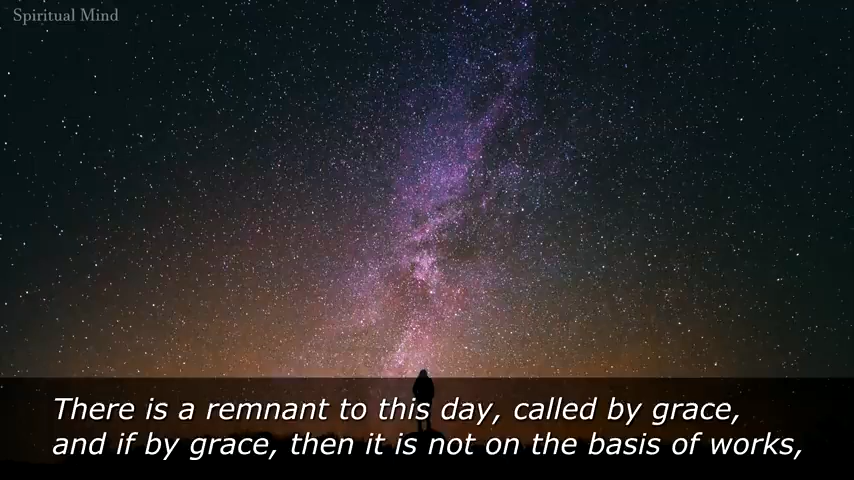 Spiritual Mind
There is a remnant to this day, called by grace,
and if by grace, then it is not on the basis of works,